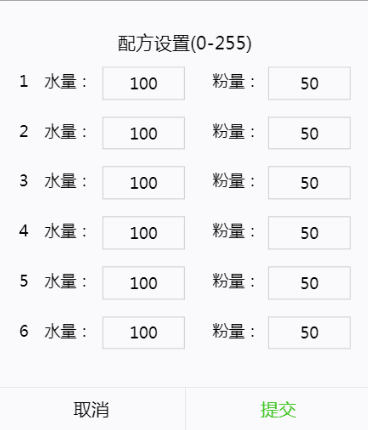 配方设置(0-255)
1 水量： 100 粉量： 50
2 水量： 100 粉量： 50
3 水量： 100 粉量： 50
4 水量： 100 粉量： 50
5 水量： 100 粉量： 50
6 水量： 100 粉量： 50
取消 提交